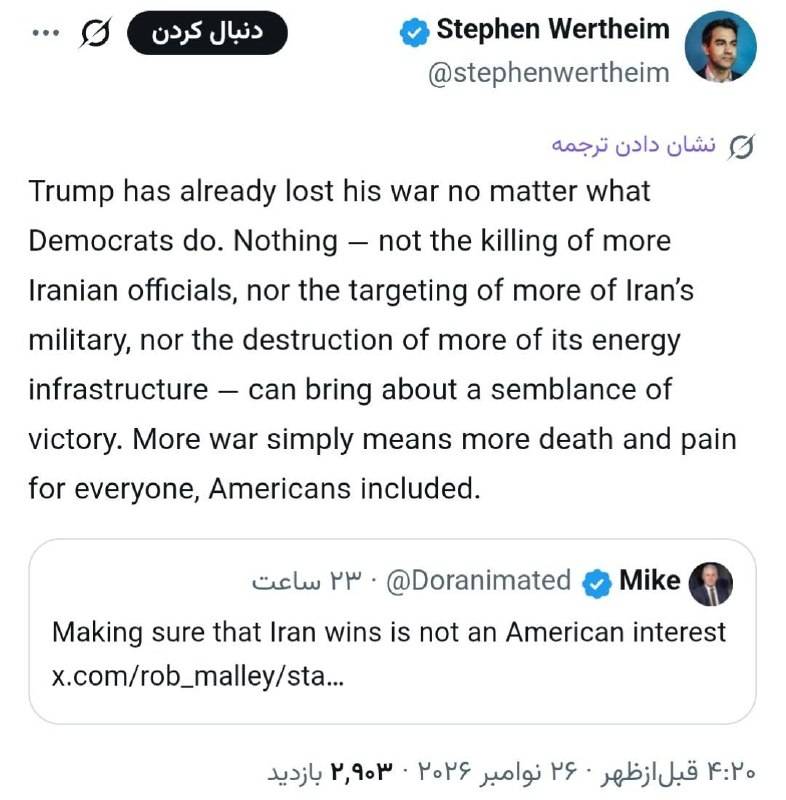 دنبال کردن
Stephen Wertheim
@stephenwertheim
نشان دادن ترجمه
Trump has already lost his war no matter what
Democrats do. Nothing — not the killing of more
Iranian officials, nor the targeting of more of Iran’s
military, nor the destruction of more of its energy
infrastructure — can bring about a semblance of
victory. More war simply means more death and pain
for everyone, Americans included.
Mike @Doranimated · ۲۳ ساعت
Making sure that Iran wins is not an American interest
x.com/rob_malley/sta…
۴:۲۰ قبل‌ازظهر · ۲۶ نوامبر ۲۰۲۶ · ۲,۹۰۳ بازدید